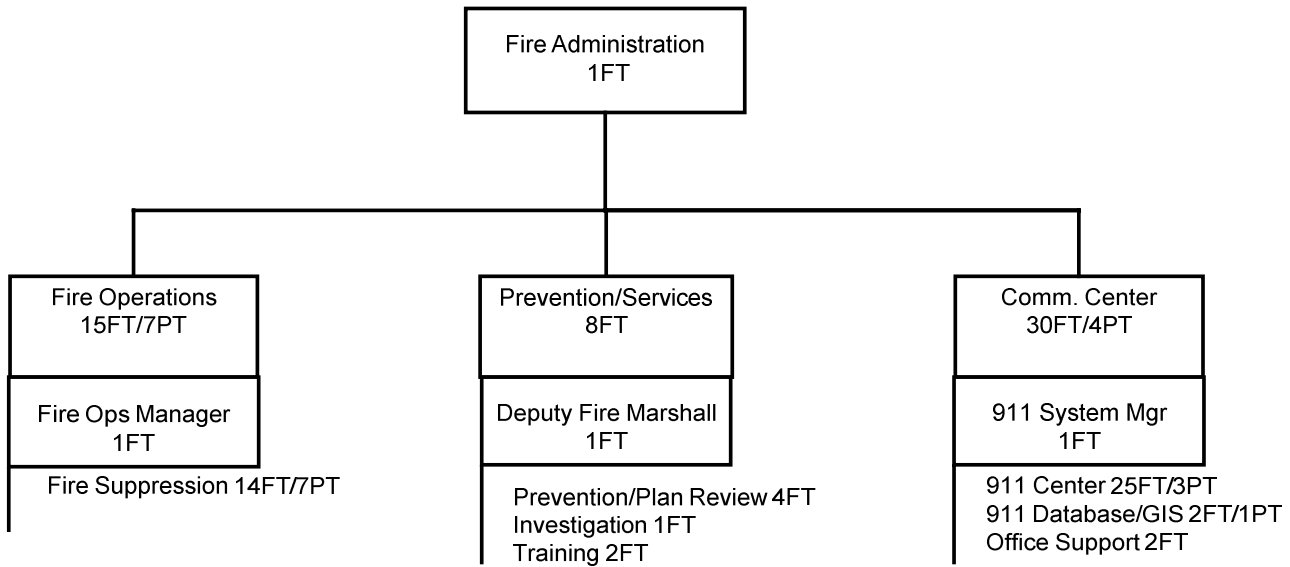 Fire Administration
1FT
Fire Operations
15FT/7PT
Fire Ops Manager
1FT
Fire Suppression 14FT/7PT
Prevention/Services
8FT
Deputy Fire Marshall
1FT
Prevention/Plan Review 4FT
Investigation 1FT
Training 2FT
Comm. Center
30FT/4PT
911 System Mgr
1FT
911 Center 25FT/3PT
911 Database/GIS 2FT/1PT
Office Support 2FT